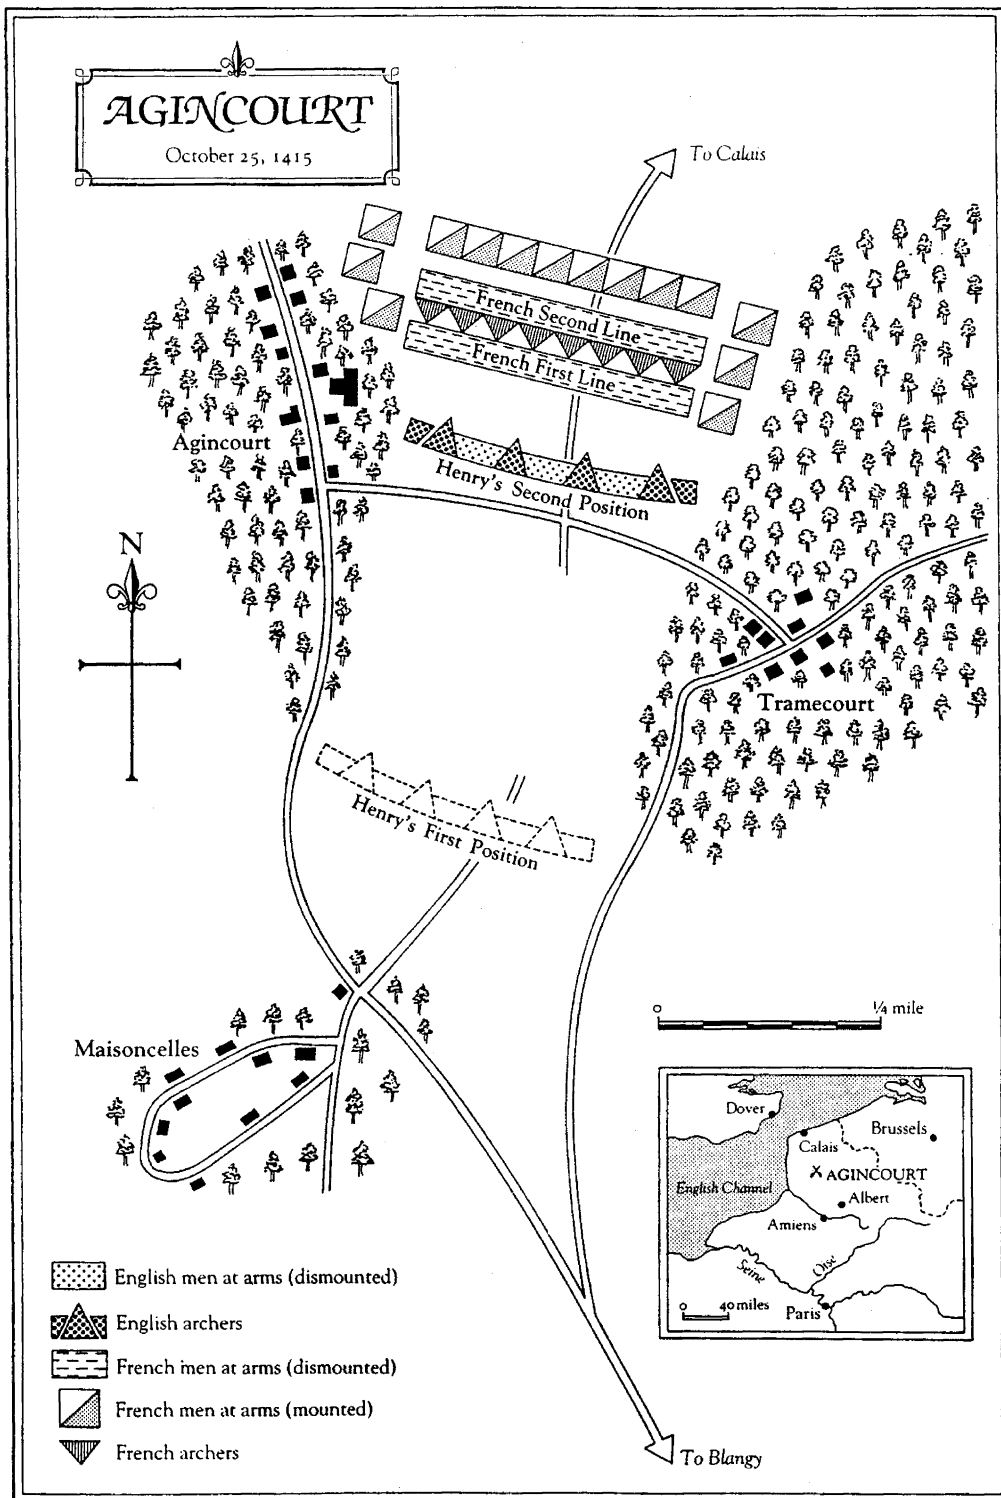 AGINCOURT
October 25, 1415
To Calais
French Second Line
French First Line
Agincourt
Henry's Second Position
N
Tramecourt
Henry's First Position
0 ¼ mile
Maisoncelles
Dover
Brussels
Calais
AGINCOURT
English Channel
Albert
Amiens
Seine
Oise
0 40 miles
Paris
English men at arms (dismounted)
English archers
French men at arms (dismounted)
French men at arms (mounted)
French archers
To Blangy